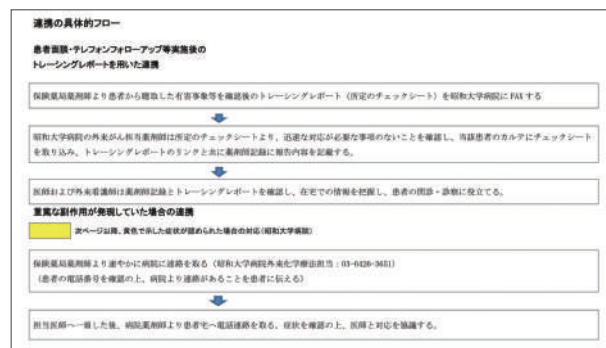 連携の具体的フロー
患者面談・テレフォンフォローアップ等実施後の
トレーシングレポートを用いた連携
保険薬局薬剤師より患者から聴取した有害事象等を確認後のトレーシングレポート（所定のチェックシート）を昭和大学病院にFAXする
昭和大学病院の外来がん担当薬剤師は所定のチェックシートより、迅速な対応が必要な事項のないことを確認し、当該患者のカルテにチェックシート
を取り込み、トレーシングレポートのリンクと共に薬剤師記録に報告内容を記載する。
医師および外来看護師は薬剤師記録とトレーシングレポートを確認し、在宅での情報を把握し、患者の問診・診察に役立てる。
重篤な副作用が発現していた場合の連携
次ページ以降、黄色で示した症状が認められた場合の対応（昭和大学病院）
保険薬局薬剤師より速やかに病院に連絡を取る（昭和大学病院外来化学療法担当：03-6426-3651）
（患者の電話番号を確認の上、病院より連絡があることを患者に伝える）
担当医師へ一報した後、病院薬剤師より患者宅へ電話連絡を取る。症状を確認の上、医師と対応を協議する。